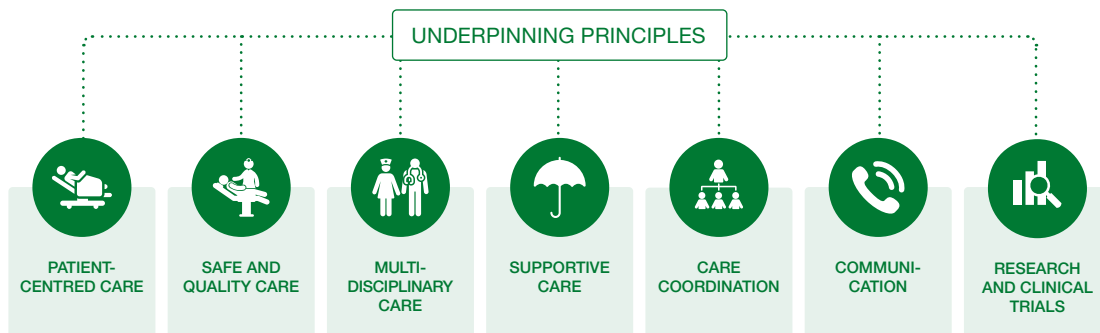 UNDERPINNING PRINCIPLES
PATIENT-
CENTRED CARE
SAFE AND
QUALITY CARE
MULTI-
DISCIPLINARY
CARE
SUPPORTIVE
CARE
CARE
COORDINATION
COMMUNI-
CATION
RESEARCH
AND CLINICAL
TRIALS